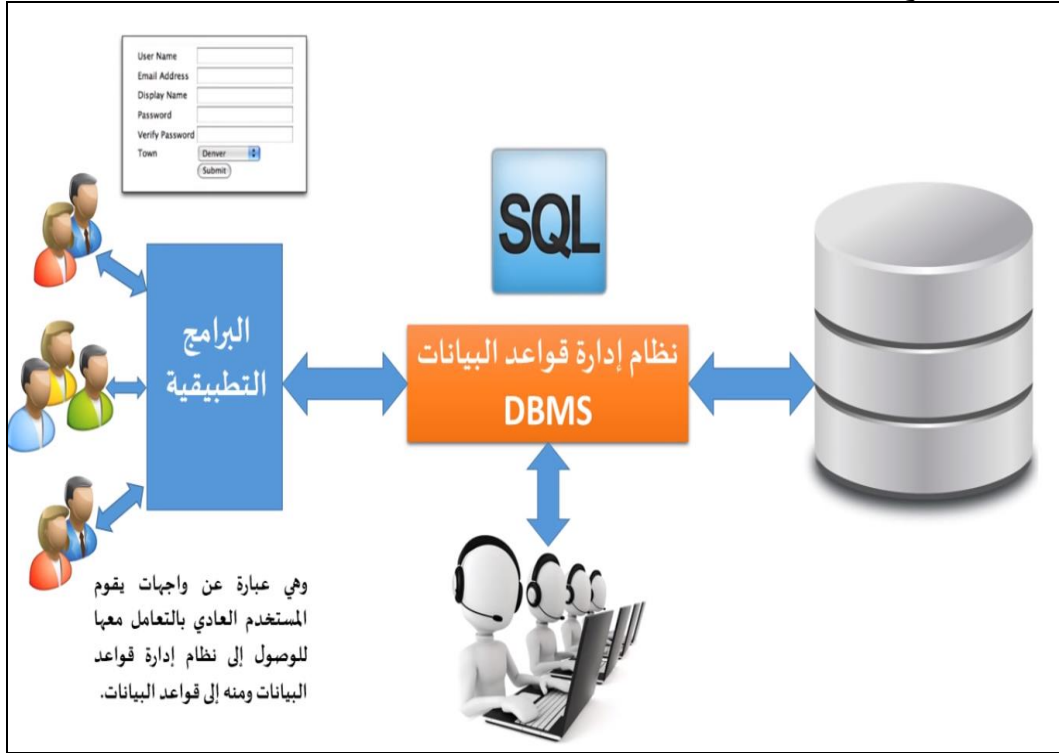 User Name
Email Address
Display Name
Password
Verify Password
Town Denver
Submit
SQL
البرامج
التطبيقية
نظام إدارة قواعد البيانات
DBMS
وهي عبارة عن واجهات يقوم
المستخدم العادي بالتعامل معها
للوصول إلى نظام إدارة قواعد
البيانات ومنه إلى قواعد البيانات.